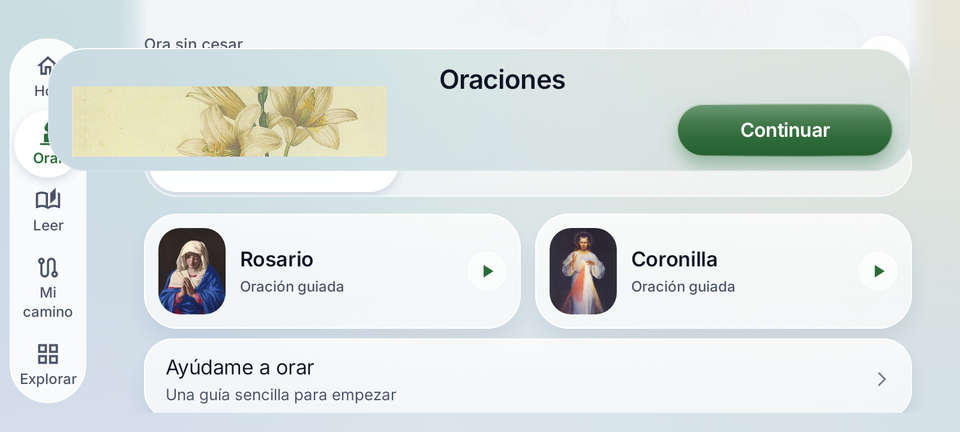 Ora sin cesar
Oraciones
Continuar
Leer
Mi
camino
Explorar
Rosario
Oración guiada
Coronilla
Oración guiada
Ayúdame a orar
Una guía sencilla para empezar